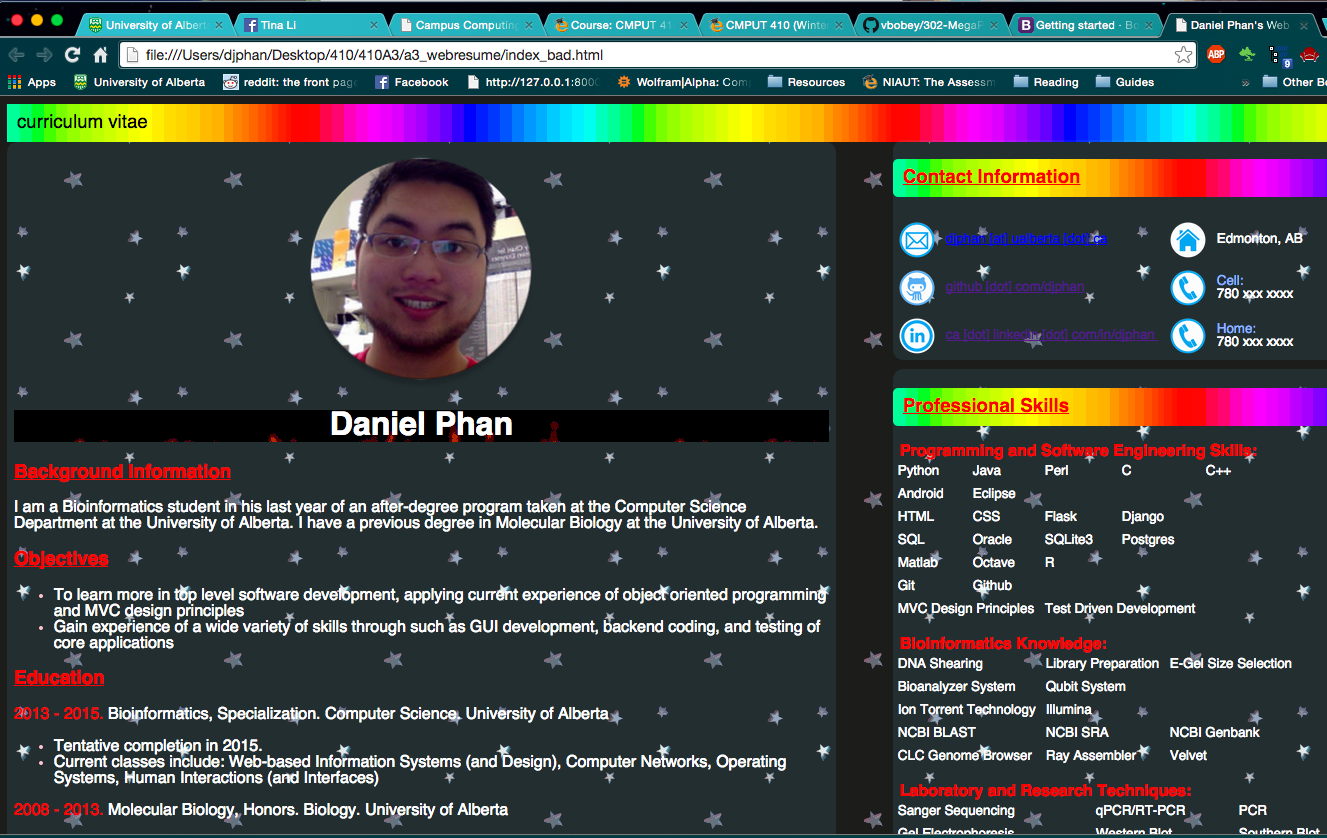 University of Albert
Tina Li
Campus Computing
Course: CMPUT 41
CMPUT 410 (Winter
vbobey/302-MegaP
Getting started · Bo
Daniel Phan's Web
file:///Users/djphan/Desktop/410/410A3/a3_webresume/index_bad.html
ABP
9
Apps
University of Alberta
reddit: the front page
Facebook
http://127.0.0.1:8000
Wolfram|Alpha: Com
Resources
NIAUT: The Assessm
Reading
Guides
»
Other Bo
curriculum vitae
Daniel Phan
Background Information
I am a Bioinformatics student in his last year of an after-degree program taken at the Computer Science
Department at the University of Alberta. I have a previous degree in Molecular Biology at the University of Alberta.
Objectives
• To learn more in top level software development, applying current experience of object oriented programming
and MVC design principles
• Gain experience of a wide variety of skills through such as GUI development, backend coding, and testing of
core applications
Education
2013 - 2015. Bioinformatics, Specialization. Computer Science. University of Alberta
• Tentative completion in 2015.
• Current classes include: Web-based Information Systems (and Design), Computer Networks, Operating
Systems, Human Interactions (and Interfaces)
2008 - 2013. Molecular Biology, Honors. Biology. University of Alberta
Contact Information
djphan [at] ualberta [dot] ca
Edmonton, AB
github [dot] com/djphan
Cell:
780 xxx xxxx
in
ca [dot] linkedin [dot] com/in/djphan
Home:
780 xxx xxxx
Professional Skills
Programming and Software Engineering Skills:
Python Java Perl C C++
Android Eclipse
HTML CSS Flask Django
SQL Oracle SQLite3 Postgres
Matlab Octave R
Git Github
MVC Design Principles Test Driven Development
Bioinformatics Knowledge:
DNA Shearing Library Preparation E-Gel Size Selection
Bioanalyzer System Qubit System
Ion Torrent Technology Illumina
NCBI BLAST NCBI SRA NCBI Genbank
CLC Genome Browser Ray Assembler Velvet
Laboratory and Research Techniques:
Sanger Sequencing qPCR/RT-PCR PCR
Gel Electrophoresis Western Blot Southern Blot